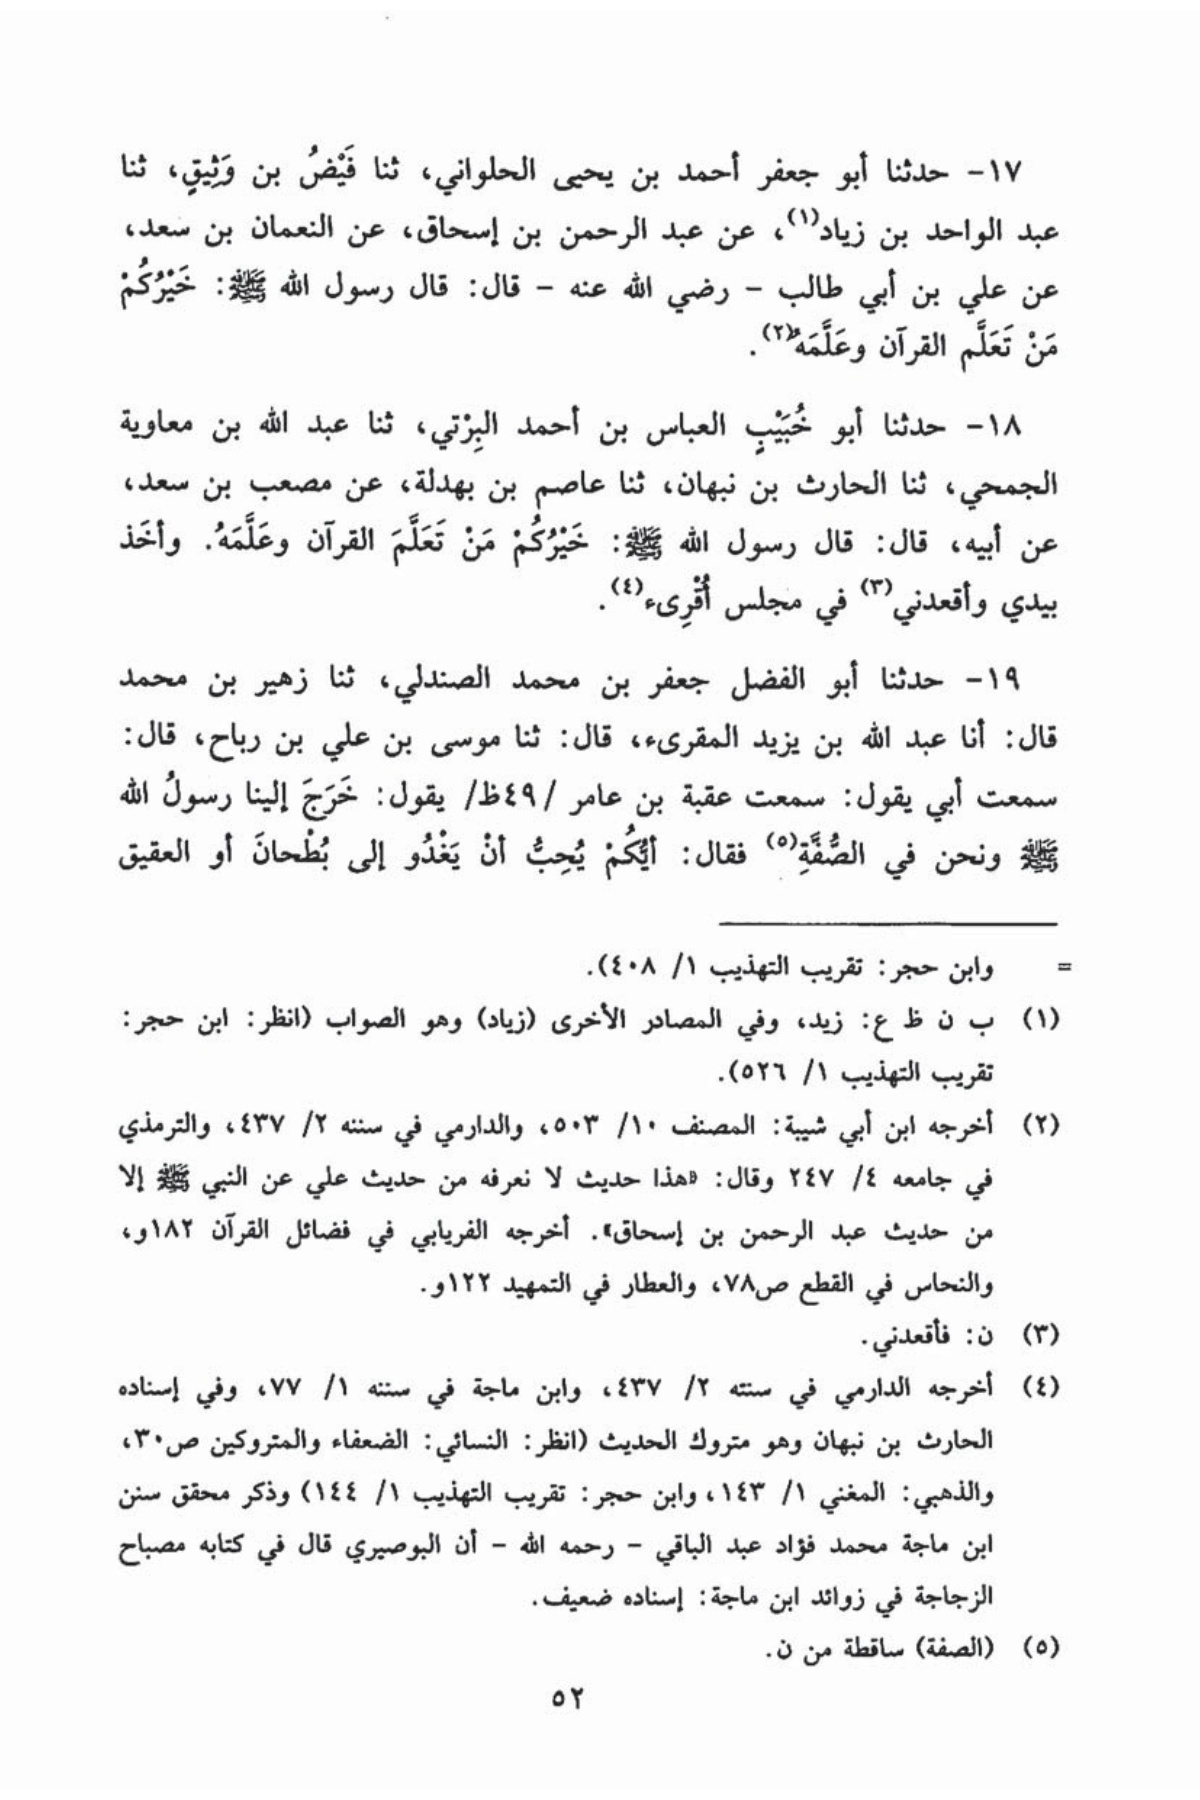 ١٧- حدثنا أبو جعفر أحمد بن يحيى الحلواني، ثنا فَيْضُ بن وَثِيقٍ، ثنا
عبد الواحد بن زياد(١)، عن عبد الرحمن بن إسحاق، عن النعمان بن سعد،
عن علي بن أبي طالب - رضي الله عنه - قال: قال رسول الله ﷺ: خَيْرُكُمْ
مَنْ تَعَلَّم القرآن وعَلَّمَهُ(٢).
١٨- حدثنا أبو خُبَيْبٍ العباس بن أحمد البِرْتي، ثنا عبد الله بن معاوية
الجمحي، ثنا الحارث بن نبهان، ثنا عاصم بن بهدلة، عن مصعب بن سعد،
عن أبيه، قال: قال رسول الله ﷺ: خَيْرُكُمْ مَنْ تَعَلَّمَ القرآن وعَلَّمَهُ. وأخَذ
بيدي وأقعدني(٣) في مجلس أُقْرِىء(٤).
١٩- حدثنا أبو الفضل جعفر بن محمد الصندلي، ثنا زهير بن محمد
قال: أنا عبد الله بن يزيد المقرىء، قال: ثنا موسى بن علي بن رباح، قال:
سمعت أبي يقول: سمعت عقبة بن عامر /٤٩ظ/ يقول: خَرَجَ إلينا رسولُ الله
ﷺ ونحن في الصُّفَّةِ(٥) فقال: أيُّكُمْ يُحِبُّ أنْ يَغْدُو إلى بُطْحانَ أو العقيق
= وابن حجر: تقريب التهذيب ١/ ٤٠٨).
(١) ب ن ظ ع: زيد، وفي المصادر الأخرى (زياد) وهو الصواب (انظر: ابن حجر:
تقريب التهذيب ١/ ٥٢٦).
(٢) أخرجه ابن أبي شيبة: المصنف ١٠/ ٥٠٣، والدارمي في سننه ٢/ ٤٣٧، والترمذي
في جامعه ٤/ ٢٤٧ وقال: «هذا حديث لا نعرفه من حديث علي عن النبي ﷺ إلا
من حديث عبد الرحمن بن إسحاق». أخرجه الفريابي في فضائل القرآن ١٨٢و،
والنحاس في القطع ص٧٨، والعطار في التمهيد ١٢٢و.
(٣) ن: فأقعدني.
(٤) أخرجه الدارمي في سنته ٢/ ٤٣٧، وابن ماجة في سننه ١/ ٧٧، وفي إسناده
الحارث بن نبهان وهو متروك الحديث (انظر: النسائي: الضعفاء والمتروكين ص٣٠،
والذهبي: المغني ١/ ١٤٣، وابن حجر: تقريب التهذيب ١/ ١٤٤) وذكر محقق سنن
ابن ماجة محمد فؤاد عبد الباقي - رحمه الله - أن البوصيري قال في كتابه مصباح
الزجاجة في زوائد ابن ماجة: إسناده ضعيف.
(٥) (الصفة) ساقطة من ن.
٥٢